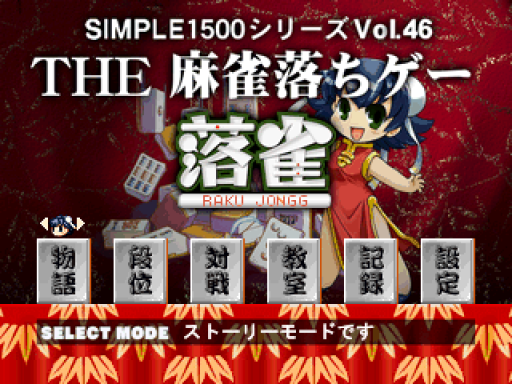 SIMPLE1500シリーズVol.46
THE 麻雀落ちゲー
落雀
RAKU JONGG
物語 段位 対戦 教室 記録 設定
SELECT MODE ストーリーモードです